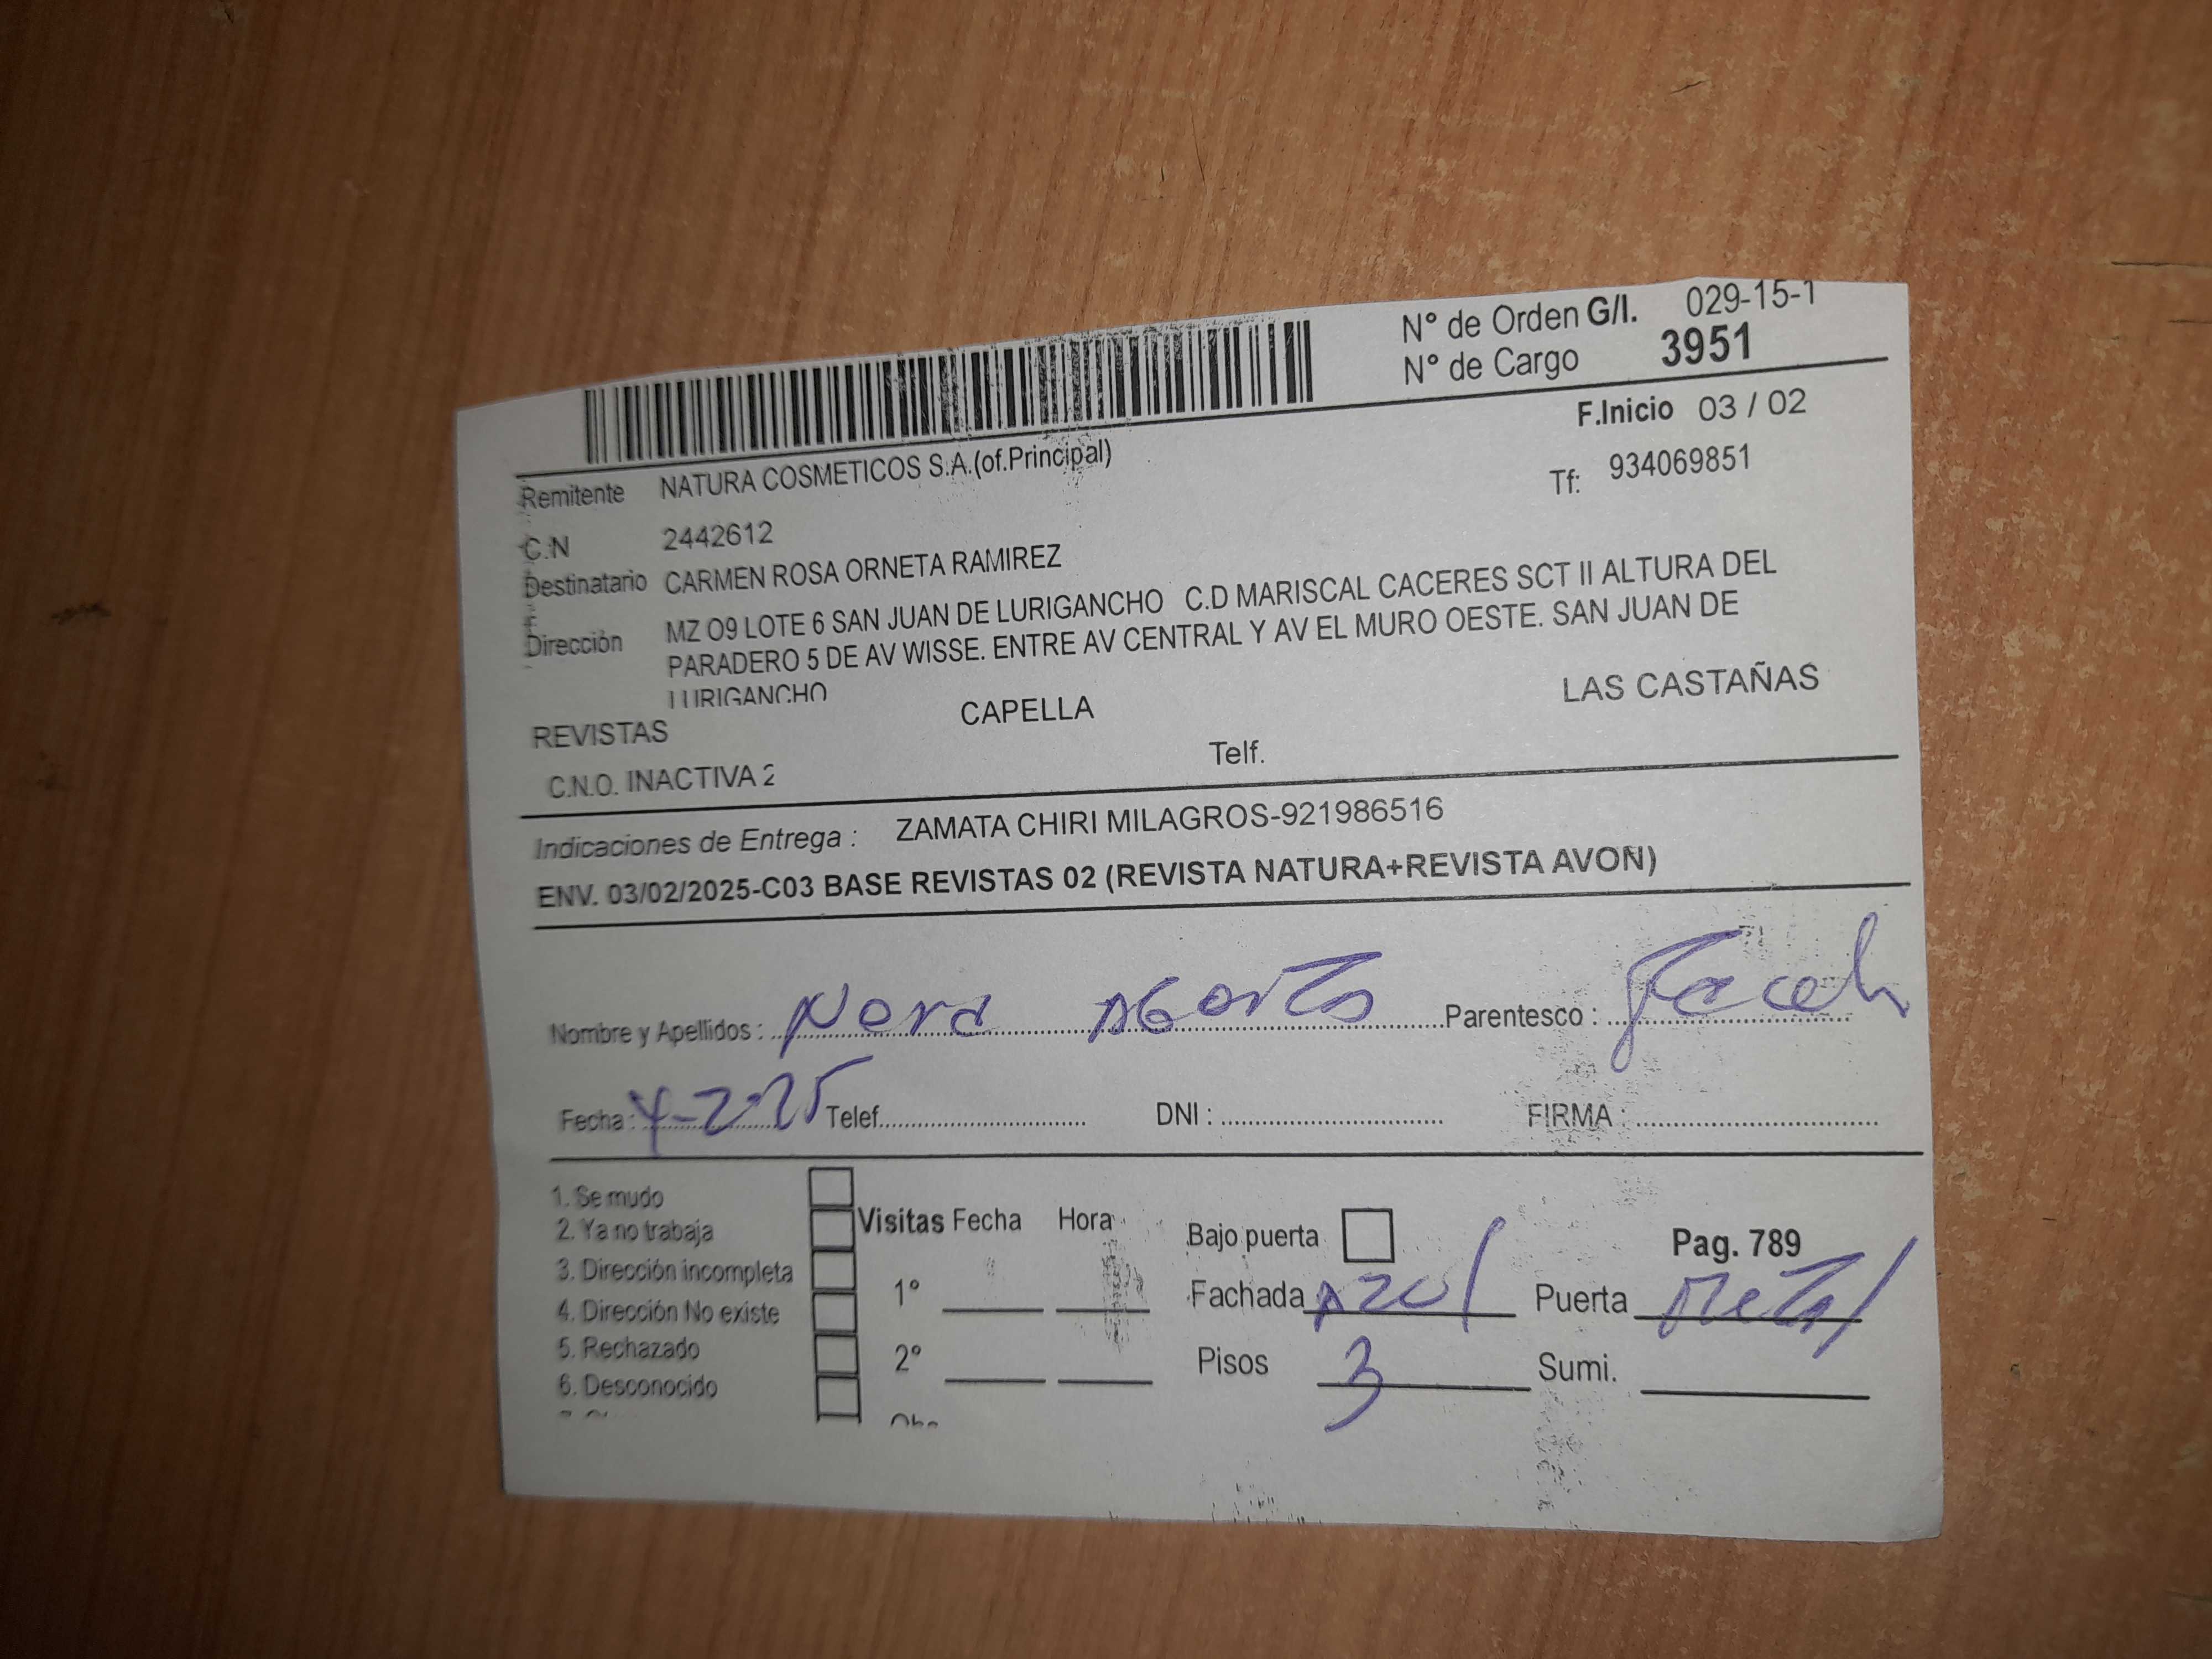 N° de Orden G/I. 029-15-1
N° de Cargo 3951
F.Inicio 03 / 02
Remitente NATURA COSMETICOS S.A.(of.Principal)
Tf: 934069851
C.N 2442612
Destinatario CARMEN ROSA ORNETA RAMIREZ
Dirección MZ O9 LOTE 6 SAN JUAN DE LURIGANCHO C.D MARISCAL CACERES SCT II ALTURA DEL
PARADERO 5 DE AV WISSE. ENTRE AV CENTRAL Y AV EL MURO OESTE. SAN JUAN DE
LURIGANCHO
REVISTAS CAPELLA LAS CASTAÑAS
C.N.O. INACTIVA 2 Telf.
Indicaciones de Entrega : ZAMATA CHIRI MILAGROS-921986516
ENV. 03/02/2025-C03 BASE REVISTAS 02 (REVISTA NATURA+REVISTA AVON)
Nombre y Apellidos : Nora Parentesco :
Fecha : 4-2-25 Telef. DNI : FIRMA :
1. Se mudo
2. Ya no trabaja
3. Dirección incompleta
4. Dirección No existe
5. Rechazado
6. Desconocido
Visitas Fecha Hora
1°
2°
Bajo puerta Pag. 789
Fachada Azul Puerta Metal
Pisos 3 Sumi.